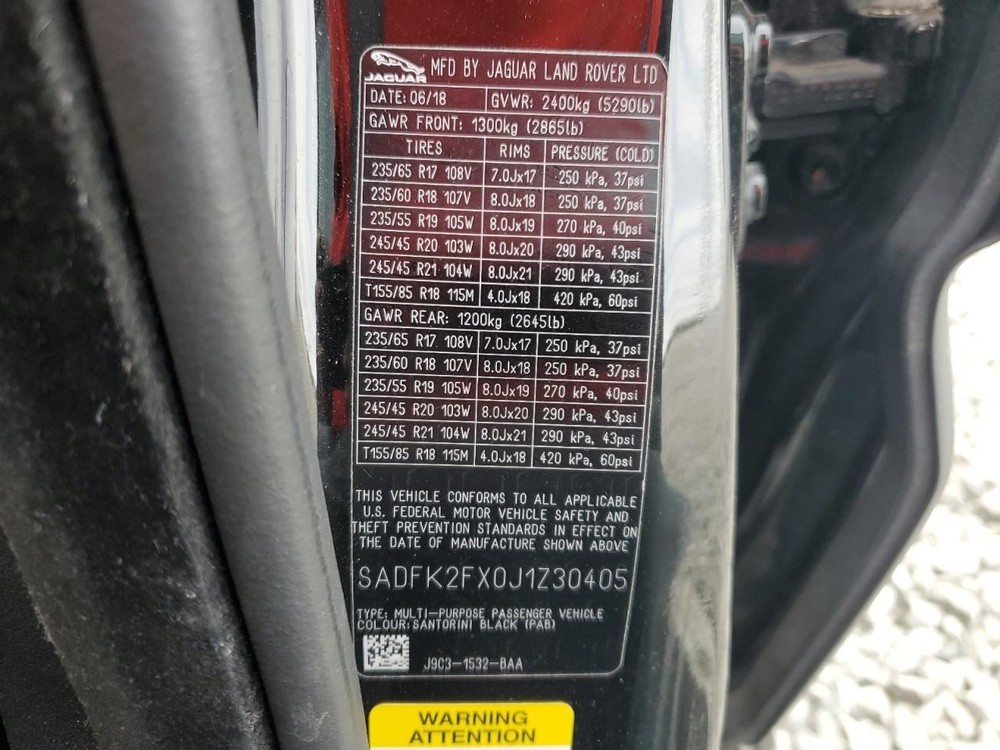 JAGUAR MFD BY JAGUAR LAND ROVER LTD
DATE: 06/18 GVWR: 2400kg (5290lb)
GAWR FRONT: 1300kg (2865lb)
TIRES RIMS PRESSURE (COLD)
235/65 R17 108V 7.0Jx17 250 kPa, 37psi
235/60 R18 107V 8.0Jx18 250 kPa, 37psi
235/55 R19 105W 8.0Jx19 270 kPa, 40psi
245/45 R20 103W 8.0Jx20 290 kPa, 43psi
245/45 R21 104W 8.0Jx21 290 kPa, 43psi
T155/85 R18 115M 4.0Jx18 420 kPa, 60psi
GAWR REAR: 1200kg (2645lb)
235/65 R17 108V 7.0Jx17 250 kPa, 37psi
235/60 R18 107V 8.0Jx18 250 kPa, 37psi
235/55 R19 105W 8.0Jx19 270 kPa, 40psi
245/45 R20 103W 8.0Jx20 290 kPa, 43psi
245/45 R21 104W 8.0Jx21 290 kPa, 43psi
T155/85 R18 115M 4.0Jx18 420 kPa, 60psi
THIS VEHICLE CONFORMS TO ALL APPLICABLE
U.S. FEDERAL MOTOR VEHICLE SAFETY AND
THEFT PREVENTION STANDARDS IN EFFECT ON
THE DATE OF MANUFACTURE SHOWN ABOVE
SADFK2FX0J1Z30405
TYPE: MULTI-PURPOSE PASSENGER VEHICLE
COLOUR: SANTORINI BLACK (PAB)
J9C3-1532-BAA
WARNING
ATTENTION